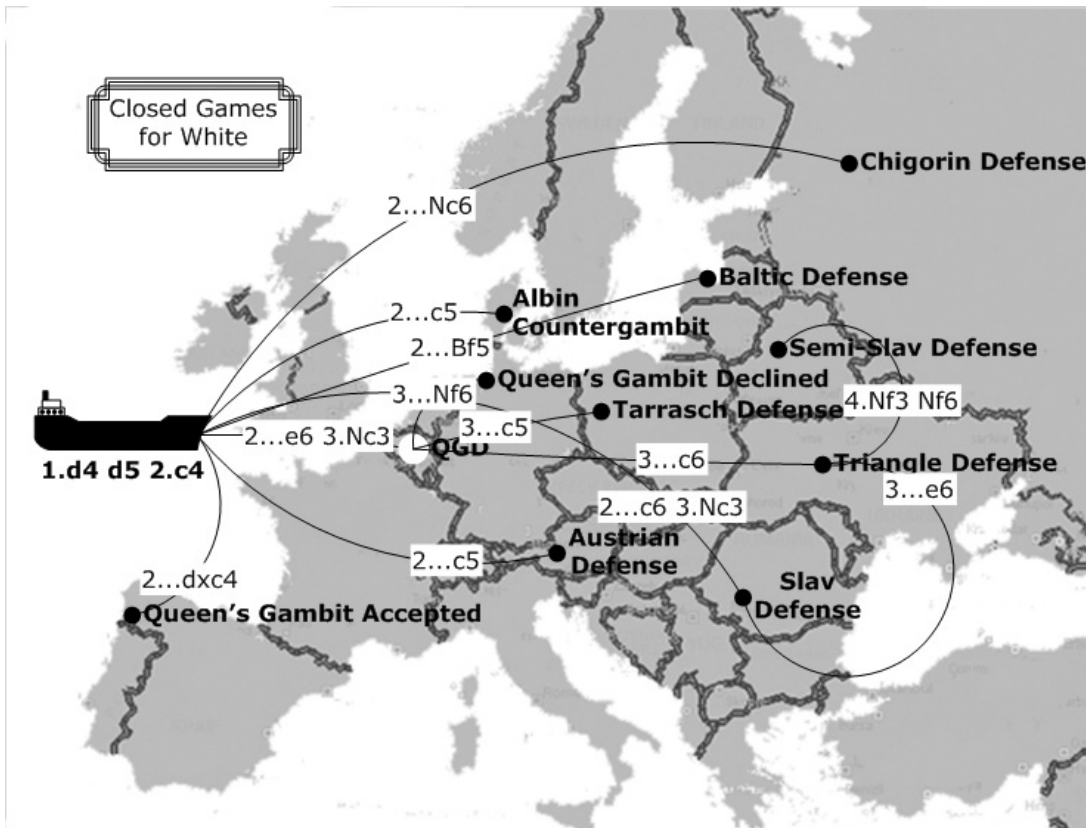 Closed Games
for White
Chigorin Defense
2...Nc6
Baltic Defense
Albin
Countergambit
2...c5
2...Bf5
Semi-Slav Defense
Queen's Gambit Declined
3...Nf6
4.Nf3 Nf6
Tarrasch Defense
3...c5
2...e6 3.Nc3
QGD
3...c6
Triangle Defense
1.d4 d5 2.c4
3...e6
2...c6 3.Nc3
Austrian
Defense
2...c5
2...dxc4
Slav
Defense
Queen's Gambit Accepted